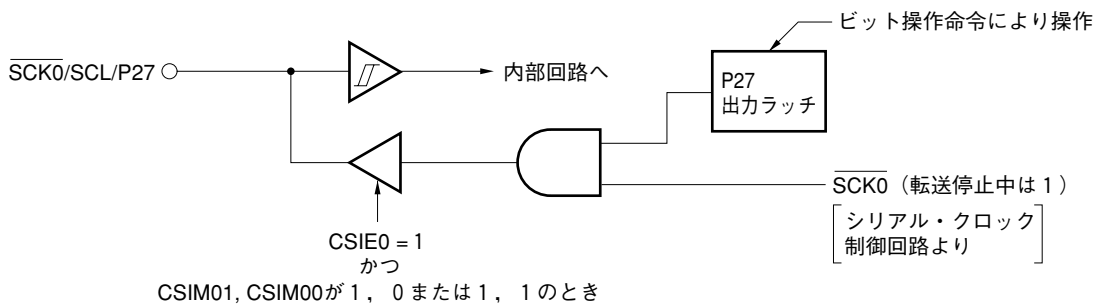 ビット操作命令により操作
SCK0/SCL/P27
内部回路へ
P27
出力ラッチ
SCK0（転送停止中は1）
シリアル・クロック
制御回路より
CSIE0 = 1
かつ
CSIM01, CSIM00が1，0または1，1のとき